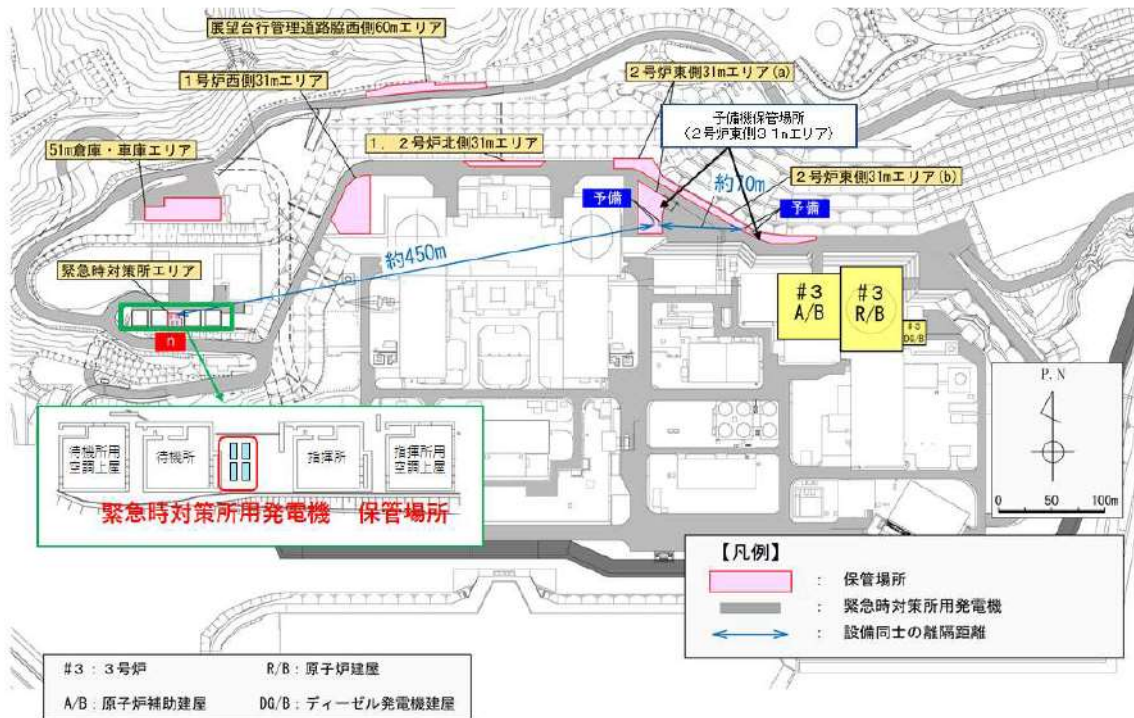 展望台行管理道路脇西側60mエリア
1号炉西側31mエリア
2号炉東側31mエリア(a)
予備機保管場所
(2号炉東側31mエリア)
51m倉庫・車庫エリア
1, 2号炉北側31mエリア
約70m
2号炉東側31mエリア(b)
予備
予備
約450m
緊急時対策所エリア
n
#3
A/B
#3
R/B
#3
DG/B
P.N
0 50 100m
待機所用
空調上屋
待機所
指揮所
指揮所用
空調上屋
緊急時対策所用発電機 保管場所
【凡例】
: 保管場所
: 緊急時対策所用発電機
: 設備同士の離隔距離
#3:3号炉 R/B:原子炉建屋
A/B:原子炉補助建屋 DG/B:ディーゼル発電機建屋